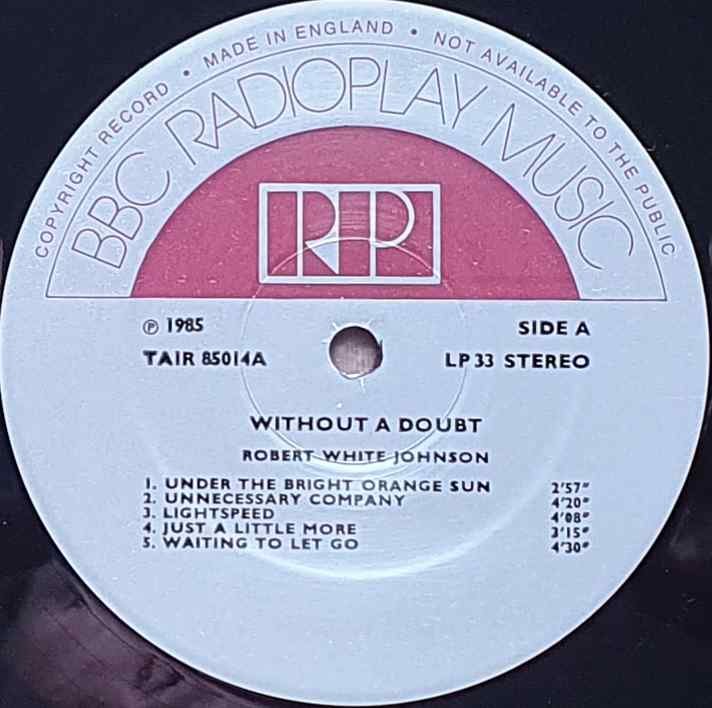 COPYRIGHT RECORD • MADE IN ENGLAND • NOT AVAILABLE TO THE PUBLIC
BBC RADIOPLAY MUSIC
RP
℗ 1985
SIDE A
TAIR 85014A
LP 33 STEREO
WITHOUT A DOUBT
ROBERT WHITE JOHNSON
1. UNDER THE BRIGHT ORANGE SUN 2'57"
2. UNNECESSARY COMPANY 4'20"
3. LIGHTSPEED 4'08"
4. JUST A LITTLE MORE 3'15"
5. WAITING TO LET GO 4'30"